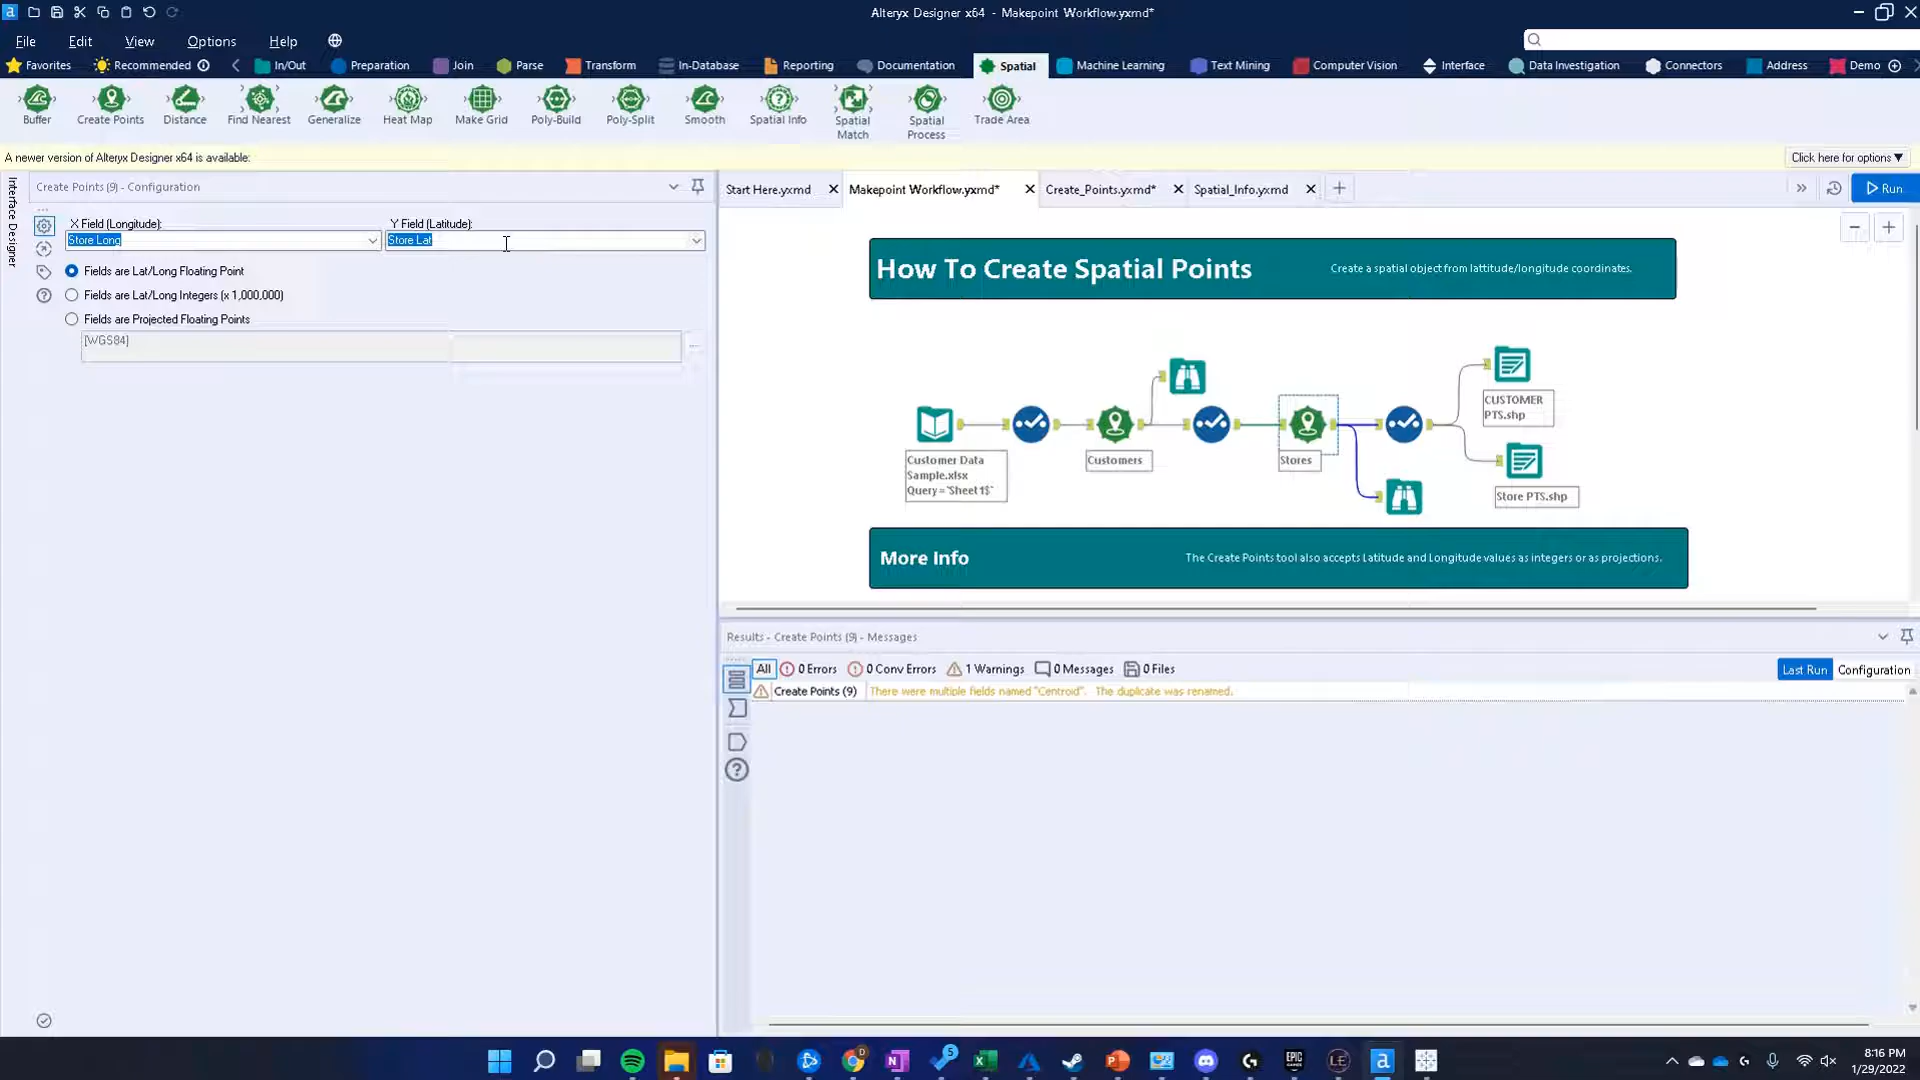 Alteryx Designer x64 - Makepoint Workflow.yxmd*
File Edit View Options Help
Favorites Recommended In/Out Preparation Join Parse Transform In-Database Reporting Documentation Spatial Machine Learning Text Mining Computer Vision Interface Data Investigation Connectors Address Demo
Buffer Create Points Distance Find Nearest Generalize Heat Map Make Grid Poly-Build Poly-Split Smooth Spatial Info Spatial Match Spatial Process Trade Area
A newer version of Alteryx Designer x64 is available:
Click here for options ▼
Interface Designer
Create Points (9) - Configuration
X Field (Longitude):
Y Field (Latitude):
Store Long
Store Lat
Fields are Lat/Long Floating Point
Fields are Lat/Long Integers (x 1,000,000)
Fields are Projected Floating Points
[WGS84]
...
Start Here.yxmd
Makepoint Workflow.yxmd*
Create_Points.yxmd*
Spatial_Info.yxmd
Run
How To Create Spatial Points
Create a spatial object from lattitude/longitude coordinates.
Customer Data
Sample.xlsx
Query=`Sheet1$`
Customers
Stores
CUSTOMER
PTS.shp
Store PTS.shp
More Info
The Create Points tool also accepts Latitude and Longitude values as integers or as projections.
Results - Create Points (9) - Messages
All 0 Errors 0 Conv Errors 1 Warnings 0 Messages 0 Files
Last Run Configuration
Create Points (9) There were multiple fields named "Centroid". The duplicate was renamed.
8:16 PM
1/29/2022